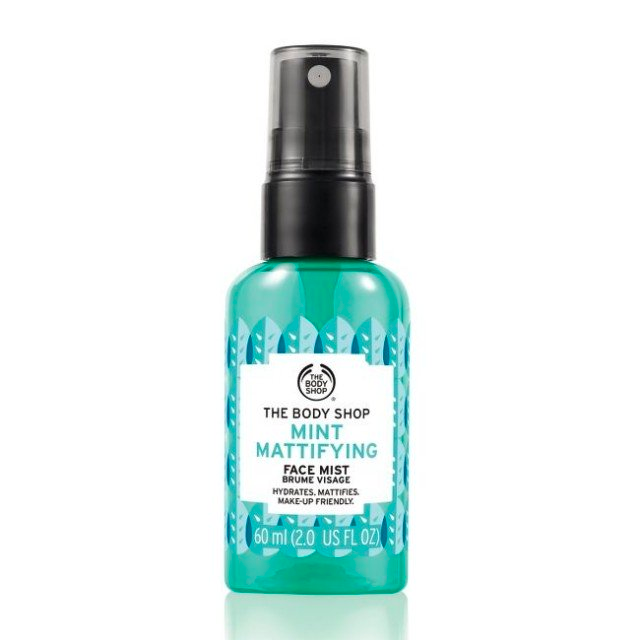 THE
BODY
SHOP
®
THE BODY SHOP
MINT
MATTIFYING
FACE MIST
BRUME VISAGE
HYDRATES. MATTIFIES.
MAKE-UP FRIENDLY.
60 ml (2.0 US FL OZ)